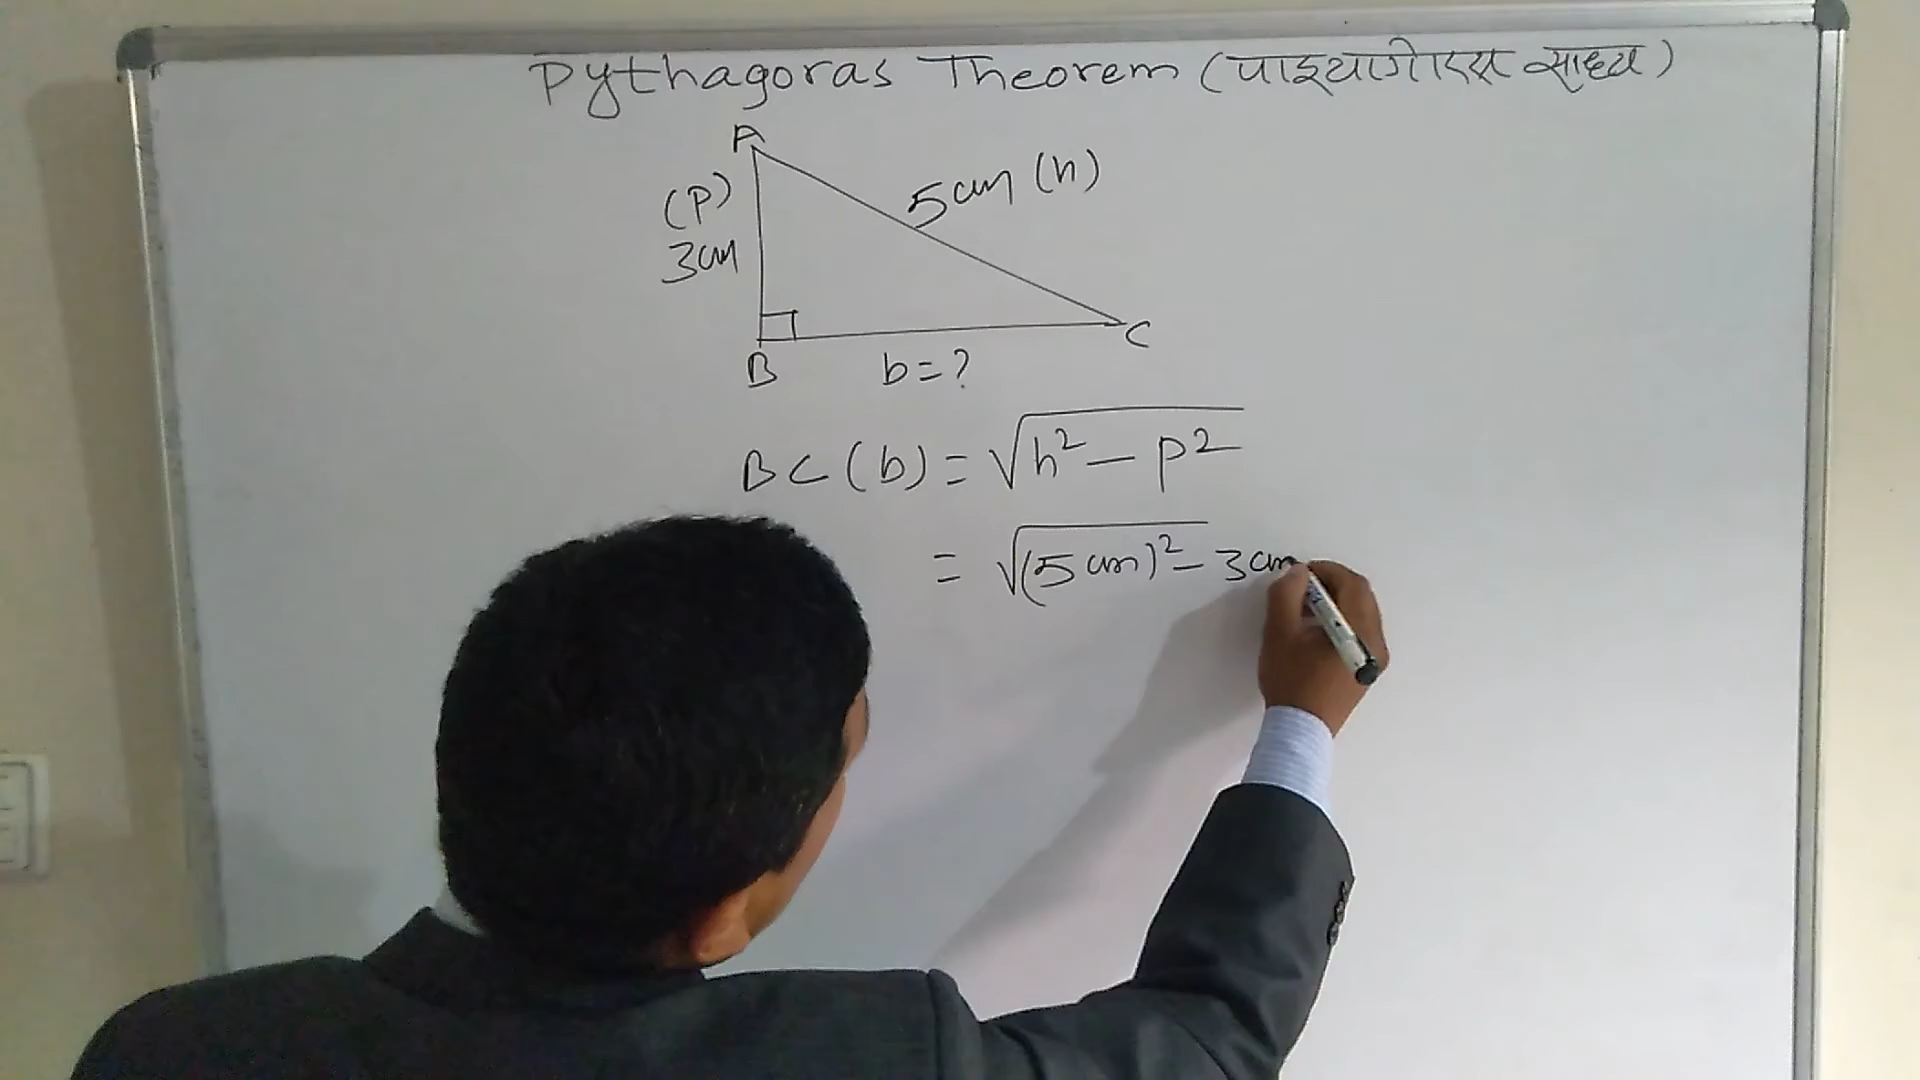 Pythagoras Theorem (पाइथागोरस साध्य)
A
(P)
3cm
5cm (h)
B
C
b=?
BC (b) = √h² - p²
= √(5cm)² - 3cm